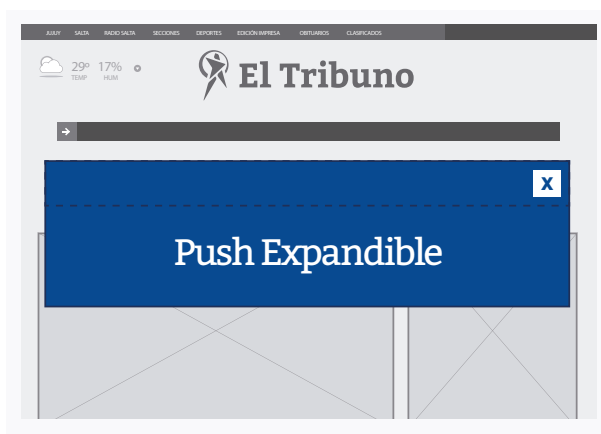 JUJUY SALTA RADIO SALTA SECCIONES DEPORTES EDICIÓN IMPRESA OBITUARIOS CLASIFICADOS
29º 17%
TEMP HUM
El Tribuno
X
Push Expandible